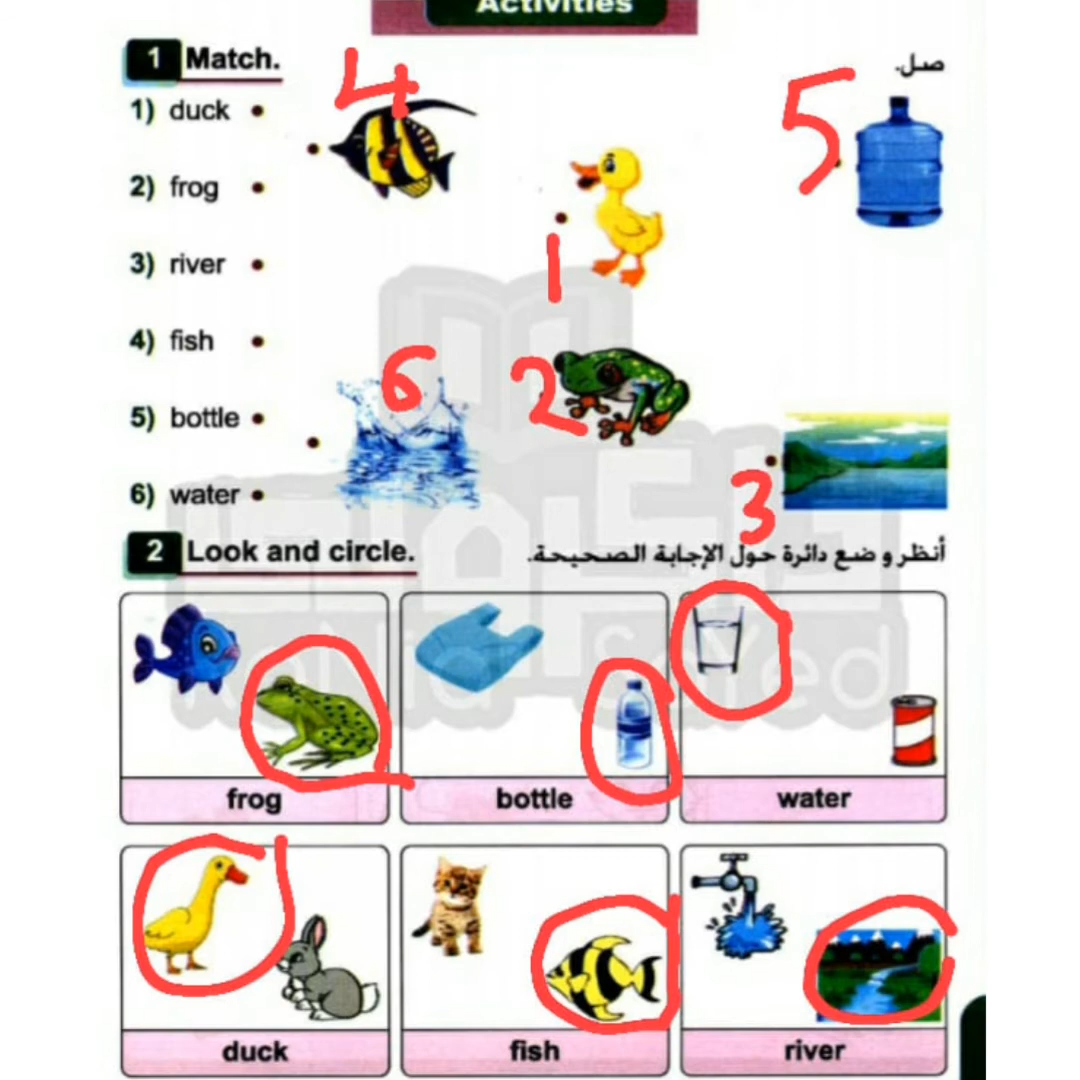 Activities
1 Match. صل.
1) duck
2) frog
3) river
4) fish
5) bottle
6) water
4
5
1
6
2
3
2 Look and circle. أنظر و ضع دائرة حول الإجابة الصحيحة.
frog bottle water
duck fish river